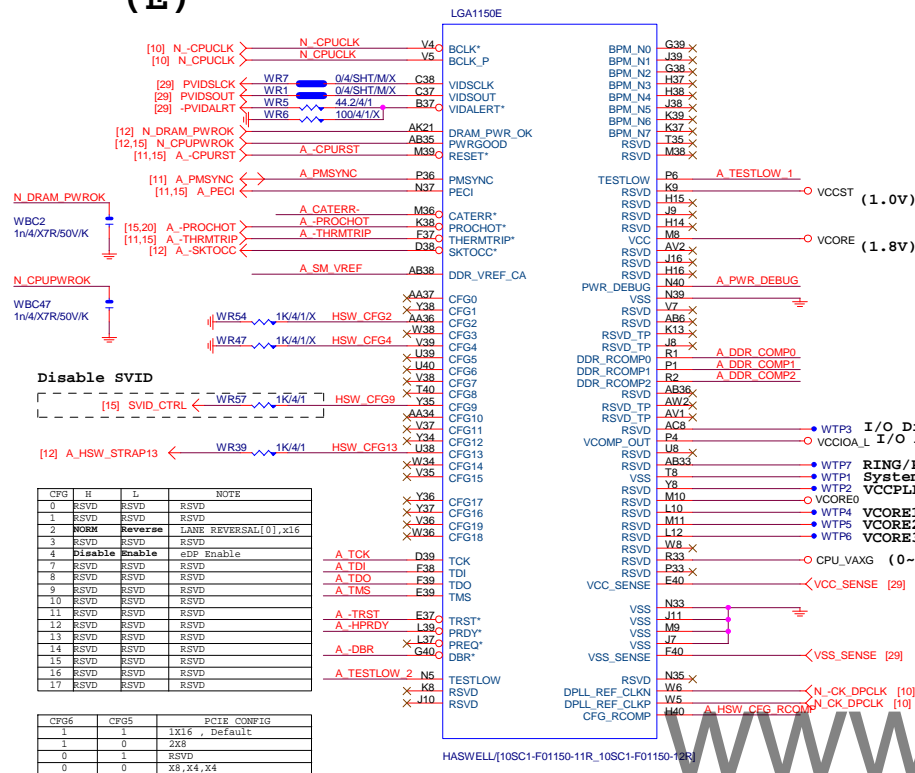 (E)
LGA1150E
[10] N_-CPUCLK N_-CPUCLK V4 BCLK* BPM_N0 G39
[10] N_CPUCLK N_CPUCLK V5 BCLK_P BPM_N1 J39
BPM_N2 G38
[29] PVIDSLCK WR7 0/4/SHT/M/X C38 VIDSCLK BPM_N3 H37
[29] PVIDSOUT WR1 0/4/SHT/M/X C37 VIDSOUT BPM_N4 H38
[29] -PVIDALRT WR5 44.2/4/1 B37 VIDALERT* BPM_N5 J38
WR6 100/4/1/X BPM_N6 K39
BPM_N7 K37
[12] N_DRAM_PWROK AK21 DRAM_PWR_OK RSVD T35
[12,15] N_CPUPWROK AB35 PWRGOOD RSVD M38
[11,15] A_-CPURST A_-CPURST M39 RESET*
[11] A_PMSYNC A_PMSYNC P36 PMSYNC TESTLOW P6 A_TESTLOW_1
[11,15] A_PECI N37 PECI RSVD K9 VCCST (1.0V)
RSVD H15
A_CATERR- M36 CATERR* RSVD J9
[15,20] A_-PROCHOT A_-PROCHOT K38 PROCHOT* RSVD H14
[11,15] A_-THRMTRIP A_-THRMTRIP F37 THERMTRIP* VCC M8 VCORE (1.8V)
[12] A_-SKTOCC D38 SKTOCC* RSVD AV2
RSVD J16
A_SM_VREF AB38 DDR_VREF_CA RSVD H16
PWR_DEBUG N40 A_PWR_DEBUG
N_DRAM_PWROK
WBC2
1n/4/X7R/50V/K
N_CPUPWROK
WBC47
1n/4/X7R/50V/K
AA37 CFG0 VSS N39
Y38 CFG1 RSVD V7
WR54 1K/4/1/X HSW_CFG2 AA36 CFG2 RSVD AB6
W38 CFG3 RSVD_TP K13
WR47 1K/4/1/X HSW_CFG4 V39 CFG4 RSVD_TP J8
U39 CFG5 DDR_RCOMP0 R1 A_DDR_COMP0
U40 CFG6 DDR_RCOMP1 P1 A_DDR_COMP1
V38 CFG7 DDR_RCOMP2 R2 A_DDR_COMP2
T40 CFG8 RSVD AB36
Disable SVID
[15] SVID_CTRL WR57 1K/4/1 HSW_CFG9 Y35 CFG9 RSVD_TP AW2
AA34 CFG10 RSVD_TP AV1
V37 CFG11 RSVD AC8 WTP3 I/O Di
Y34 CFG12 VCOMP_OUT P4 VCCIOA_L I/O
[12] A_HSW_STRAP13 WR39 1K/4/1 HSW_CFG13 U38 CFG13 RSVD U8
W34 CFG14 RSVD AB33 WTP7 RING/
V35 CFG15 VSS T8 WTP1 System
RSVD Y8 WTP2 VCCPLL
Y36 CFG17 RSVD M10 VCORE0
Y37 CFG16 RSVD L10 WTP4 VCORE1
V36 CFG19 RSVD M11 WTP5 VCORE2
W36 CFG18 RSVD L12 WTP6 VCORE3
RSVD W8
A_TCK D39 TCK RSVD R33 CPU_VAXG (0~
A_TDI F38 TDI RSVD P33
A_TDO F39 TDO VCC_SENSE E40 VCC_SENSE [29]
A_TMS E39 TMS
VSS N33
A_-TRST E37 TRST* VSS J11
A_-HPRDY L39 PRDY* VSS M9
L37 PREQ* VSS J7
A_-DBR G40 DBR* VSS_SENSE F40 VSS_SENSE [29]
A_TESTLOW_2 N5 TESTLOW RSVD N35
K8 RSVD DPLL_REF_CLKN W6 N_-CK_DPCLK [10]
J10 RSVD DPLL_REF_CLKP W5 N_CK_DPCLK [10]
CFG_RCOMP H40 A_HSW_CFG_RCOMP
HASWELL/[10SC1-F01150-11R_10SC1-F01150-12R]
CFG H L NOTE
0 RSVD RSVD RSVD
1 RSVD RSVD RSVD
2 NORM Reverse LANE REVERSAL[0],x16
3 RSVD RSVD RSVD
4 Disable Enable eDP Enable
7 RSVD RSVD RSVD
8 RSVD RSVD RSVD
9 RSVD RSVD RSVD
10 RSVD RSVD RSVD
11 RSVD RSVD RSVD
12 RSVD RSVD RSVD
13 RSVD RSVD RSVD
14 RSVD RSVD RSVD
15 RSVD RSVD RSVD
16 RSVD RSVD RSVD
17 RSVD RSVD RSVD
CFG6 CFG5 PCIE CONFIG
1 1 1X16 , Default
1 0 2X8
0 1 RSVD
0 0 X8,X4,X4
WW